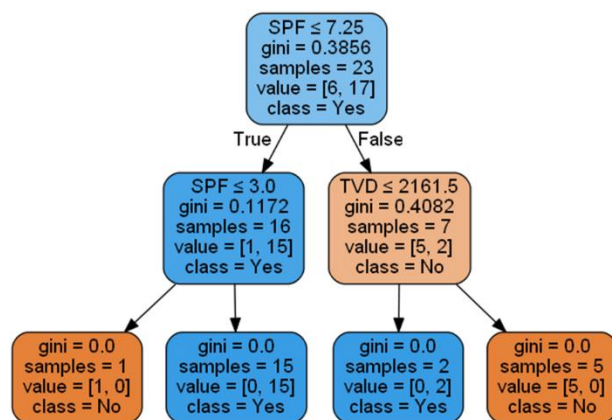 SPF ≤ 7.25
gini = 0.3856
samples = 23
value = [6, 17]
class = Yes
True
False
SPF ≤ 3.0
gini = 0.1172
samples = 16
value = [1, 15]
class = Yes
TVD ≤ 2161.5
gini = 0.4082
samples = 7
value = [5, 2]
class = No
gini = 0.0
samples = 1
value = [1, 0]
class = No
gini = 0.0
samples = 15
value = [0, 15]
class = Yes
gini = 0.0
samples = 2
value = [0, 2]
class = Yes
gini = 0.0
samples = 5
value = [5, 0]
class = No